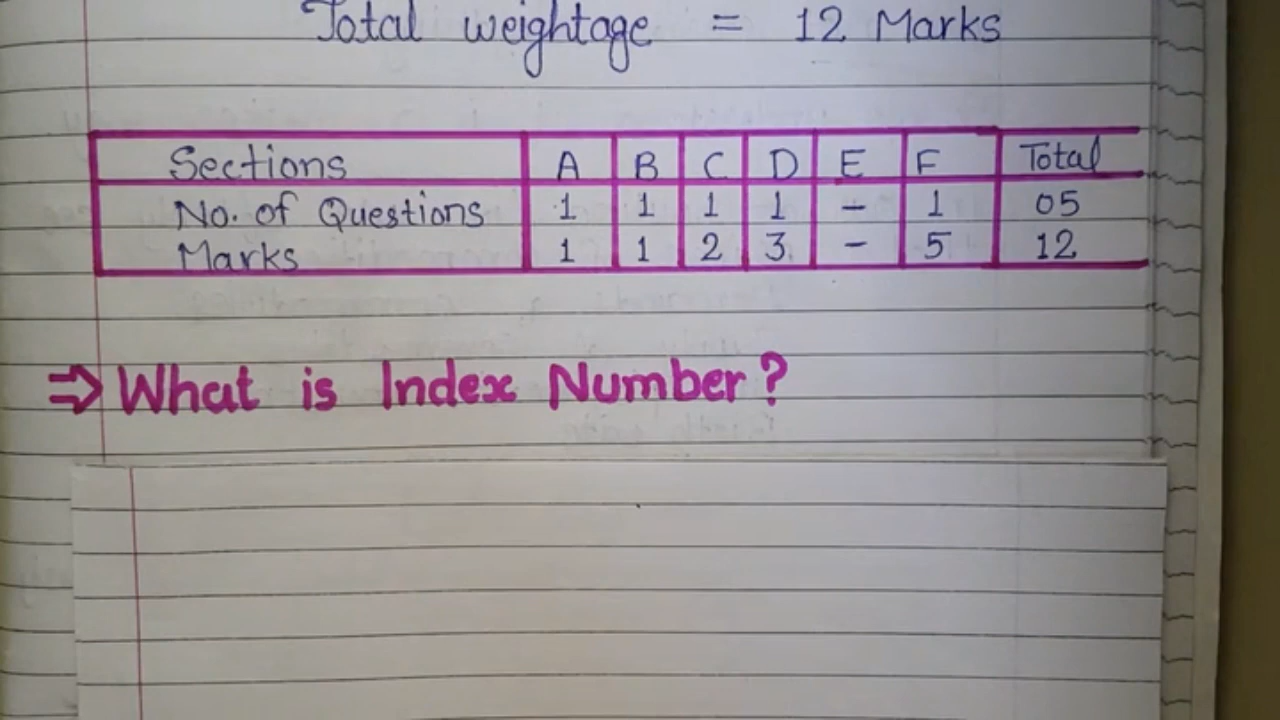 Total weightage = 12 Marks
Sections A B C D E F Total
No. of Questions 1 1 1 1 - 1 05
Marks 1 1 2 3 - 5 12
⇒ What is Index Number?